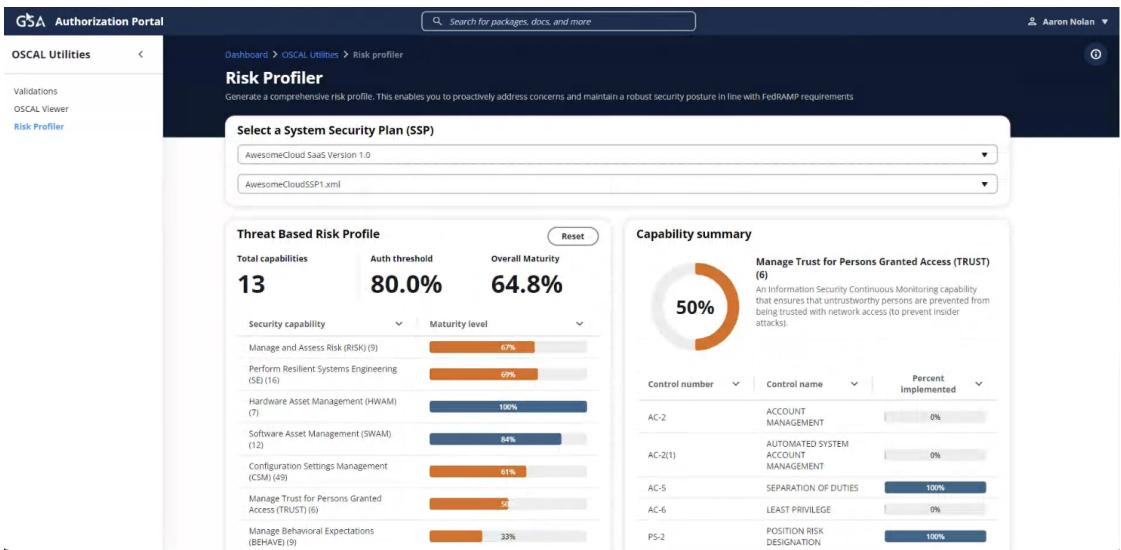 GSA Authorization Portal
Search for packages, docs, and more
Aaron Nolan
OSCAL Utilities
Validations
OSCAL Viewer
Risk Profiler
Dashboard > OSCAL Utilities > Risk profiler
Risk Profiler
Generate a comprehensive risk profile. This enables you to proactively address concerns and maintain a robust security posture in line with FedRAMP requirements
Select a System Security Plan (SSP)
AwesomeCloud SaaS Version 1.0
AwesomeCloudSSP1.xml
Threat Based Risk Profile
Reset
Total capabilities
Auth threshold
Overall Maturity
13
80.0%
64.8%
Security capability
Maturity level
Manage and Assess Risk (RISK) (9)
67%
Perform Resilient Systems Engineering
(SE) (16)
69%
Hardware Asset Management (HWAM)
(7)
100%
Software Asset Management (SWAM)
(12)
84%
Configuration Settings Management
(CSM) (49)
61%
Manage Trust for Persons Granted
Access (TRUST) (6)
50
Manage Behavioral Expectations
(BEHAVE) (9)
33%
Capability summary
50%
Manage Trust for Persons Granted Access (TRUST)
(6)
An Information Security Continuous Monitoring capability
that ensures that untrustworthy persons are prevented from
being trusted with network access (to prevent insider
attacks).
Control number
Control name
Percent
implemented
AC-2
ACCOUNT
MANAGEMENT
0%
AC-2(1)
AUTOMATED SYSTEM
ACCOUNT
MANAGEMENT
0%
AC-5
SEPARATION OF DUTIES
100%
AC-6
LEAST PRIVILEGE
0%
PS-2
POSITION RISK
DESIGNATION
100%